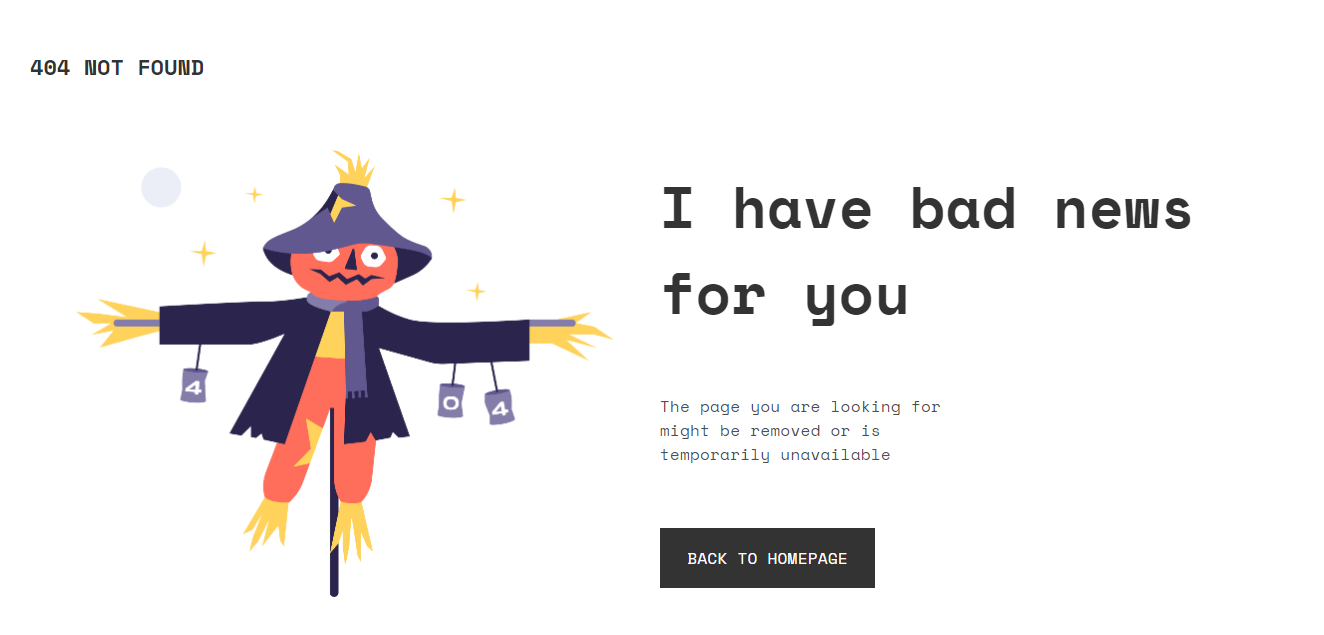 404 NOT FOUND
I have bad news
for you
4
0
4
The page you are looking for
might be removed or is
temporarily unavailable
BACK TO HOMEPAGE